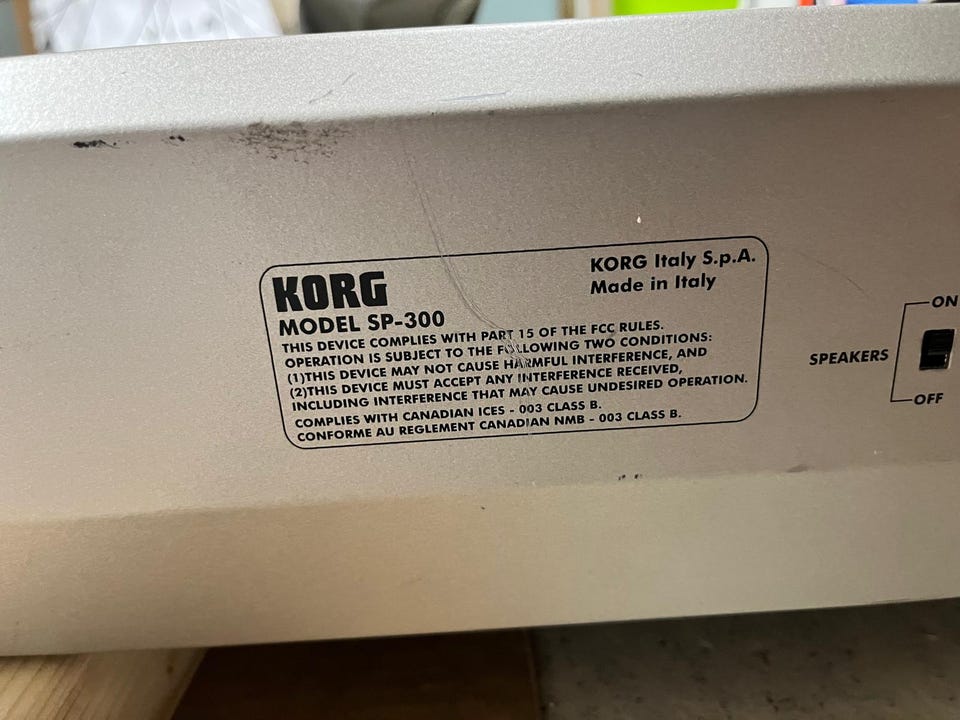 KORG
KORG Italy S.p.A.
Made in Italy
MODEL SP-300
THIS DEVICE COMPLIES WITH PART 15 OF THE FCC RULES.
OPERATION IS SUBJECT TO THE FOLLOWING TWO CONDITIONS:
(1)THIS DEVICE MAY NOT CAUSE HARMFUL INTERFERENCE, AND
(2)THIS DEVICE MUST ACCEPT ANY INTERFERENCE RECEIVED,
INCLUDING INTERFERENCE THAT MAY CAUSE UNDESIRED OPERATION.
COMPLIES WITH CANADIAN ICES - 003 CLASS B.
CONFORME AU REGLEMENT CANADIAN NMB - 003 CLASS B.
ON
SPEAKERS
OFF